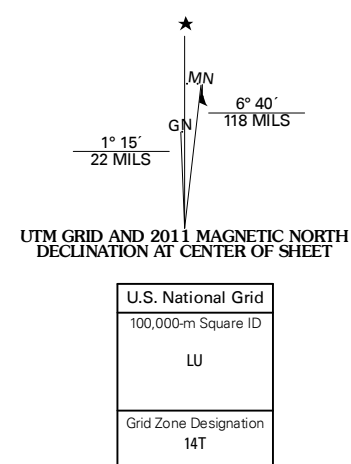 ★
MN
GN
6° 40´
118 MILS
1° 15´
22 MILS
UTM GRID AND 2011 MAGNETIC NORTH
DECLINATION AT CENTER OF SHEET
U.S. National Grid
100,000-m Square ID
LU
Grid Zone Designation
14T